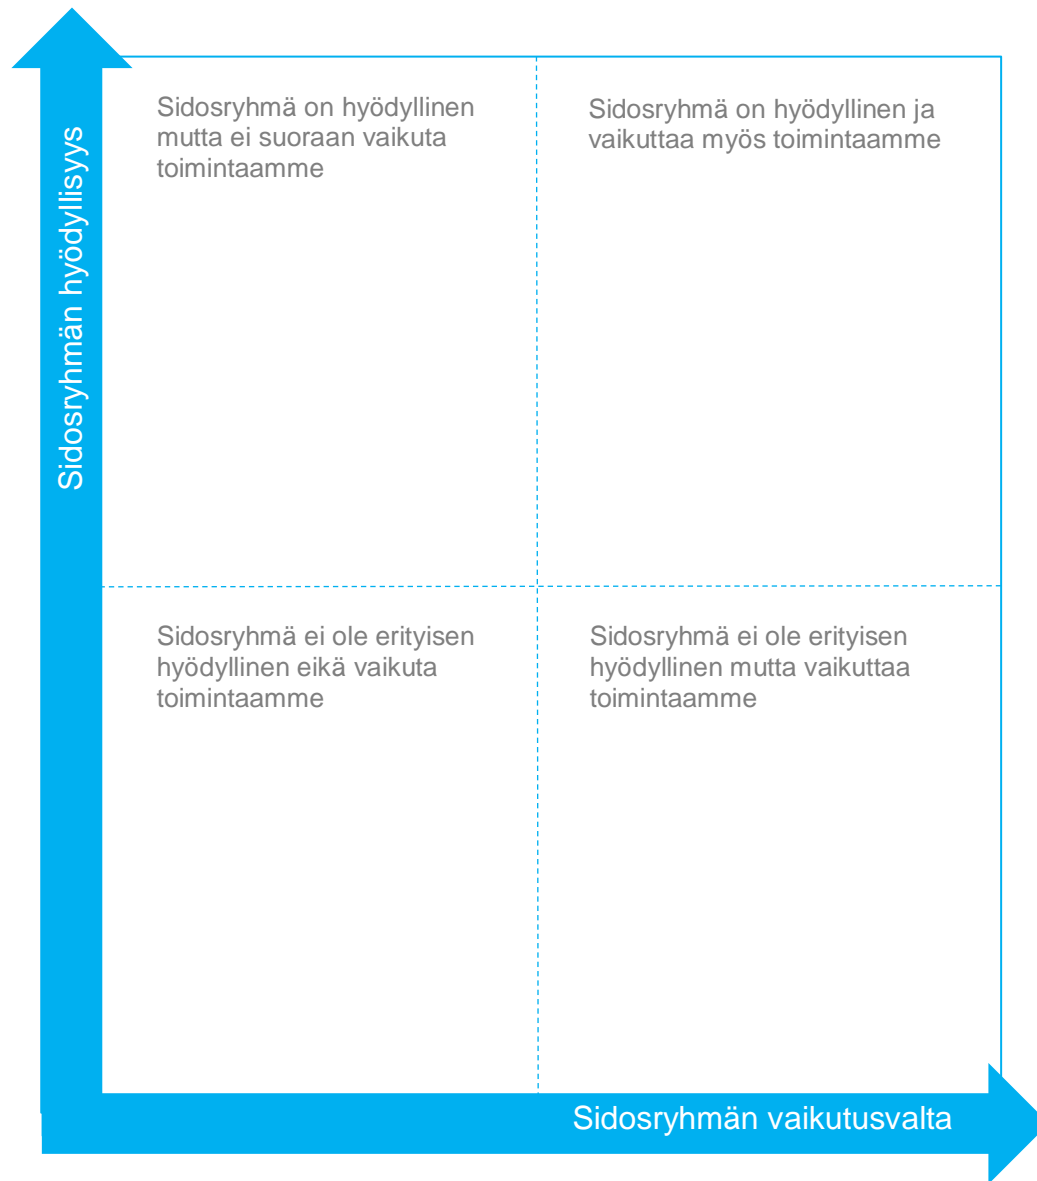 Sidosryhmän hyödyllisyys
Sidosryhmä on hyödyllinen
mutta ei suoraan vaikuta
toimintaamme
Sidosryhmä on hyödyllinen ja
vaikuttaa myös toimintaamme
Sidosryhmä ei ole erityisen
hyödyllinen eikä vaikuta
toimintaamme
Sidosryhmä ei ole erityisen
hyödyllinen mutta vaikuttaa
toimintaamme
Sidosryhmän vaikutusvalta